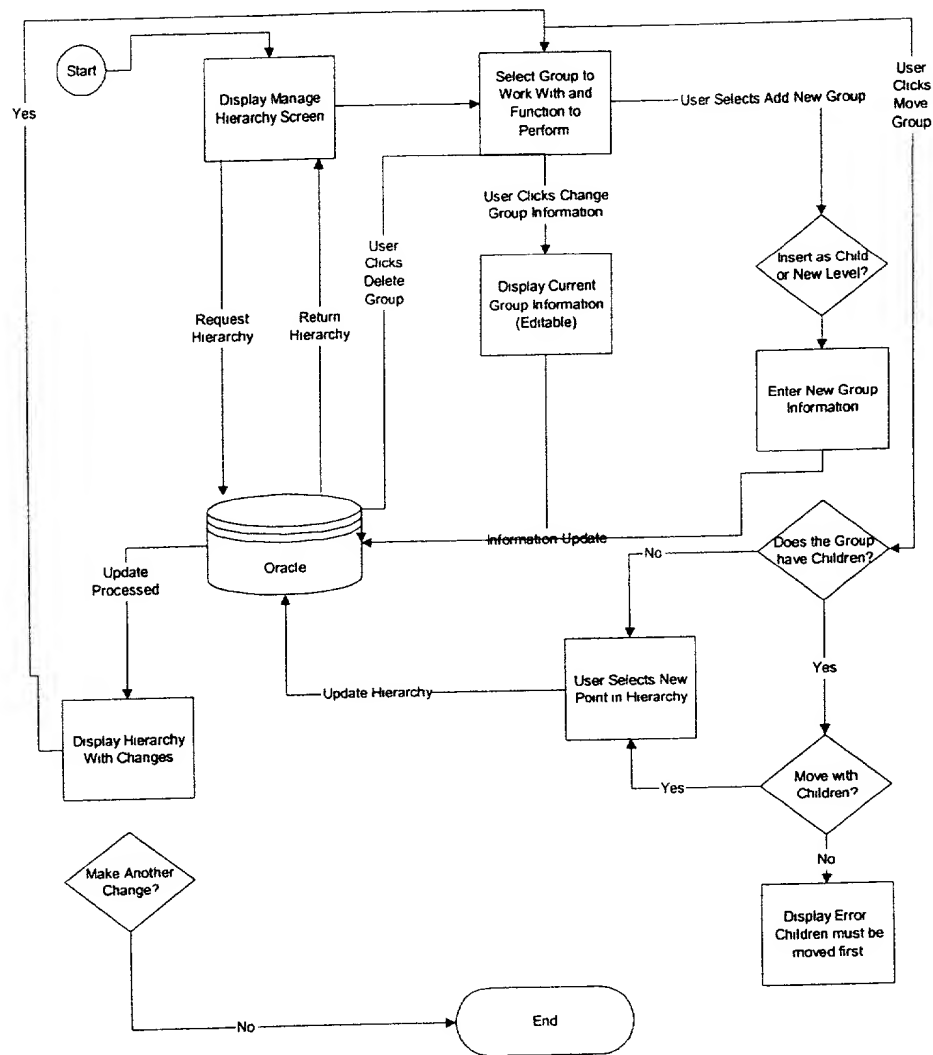 Start
Display Manage
Hierarchy Screen
Select Group to
Work With and
Function to
Perform
User Selects Add New Group
User
Clicks
Move
Group
Yes
User Clicks Change
Group Information
User
Clicks
Delete
Group
Insert as Child
or New Level?
Display Current
Group Information
(Editable)
Request
Hierarchy
Return
Hierarchy
Enter New Group
Information
Oracle
Information Update
Does the Group
have Children?
No
Update
Processed
Yes
User Selects New
Point in Hierarchy
Update Hierarchy
Display Hierarchy
With Changes
Move with
Children?
Yes
No
Make Another
Change?
Display Error
Children must be
moved first
No
End